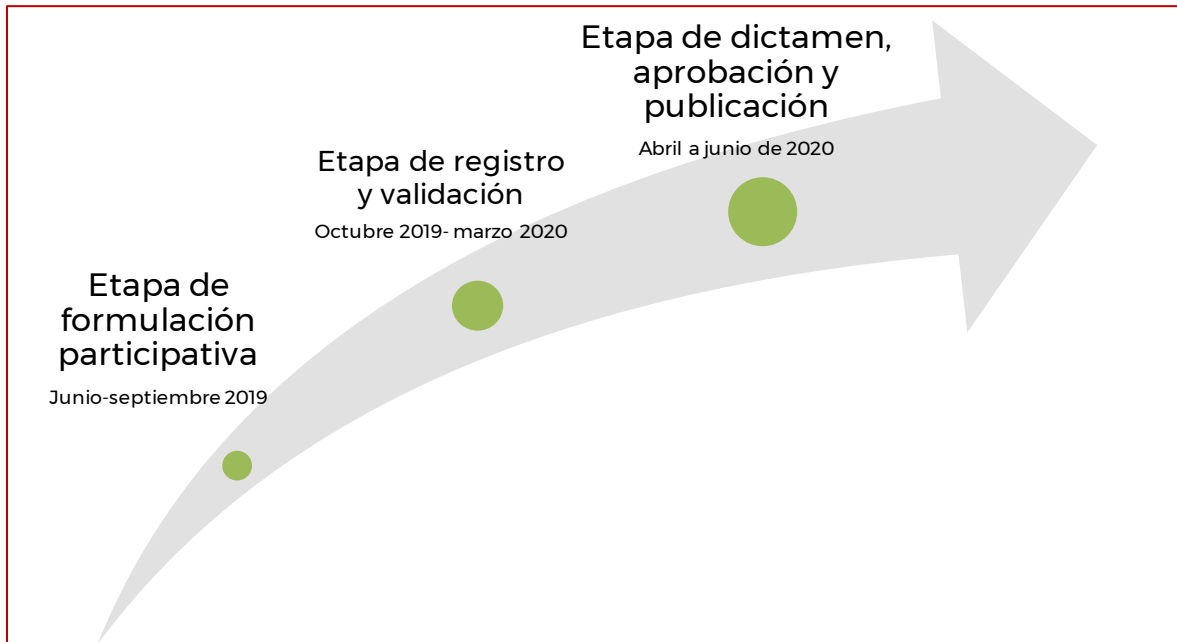 Etapa de
formulación
participativa
Junio-septiembre 2019
Etapa de registro
y validación
Octubre 2019- marzo 2020
Etapa de dictamen,
aprobación y
publicación
Abril a junio de 2020